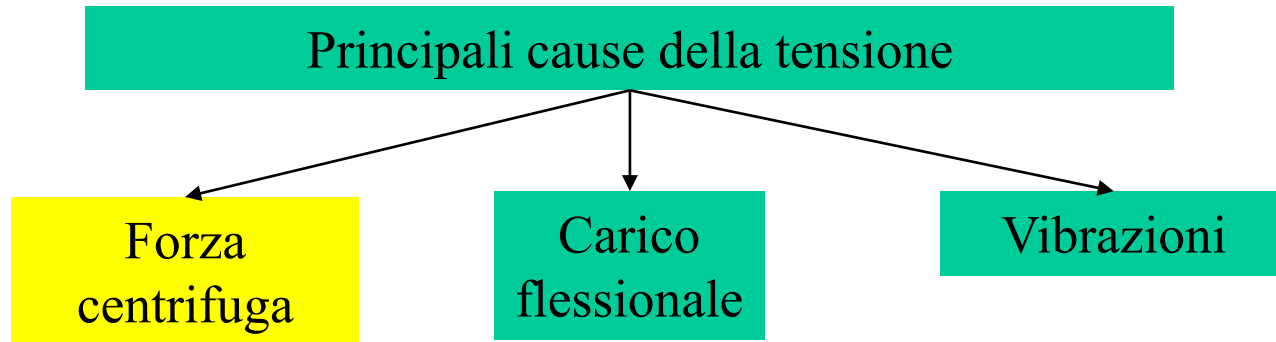 Principali cause della tensione
Forza
centrifuga
Carico
flessionale
Vibrazioni